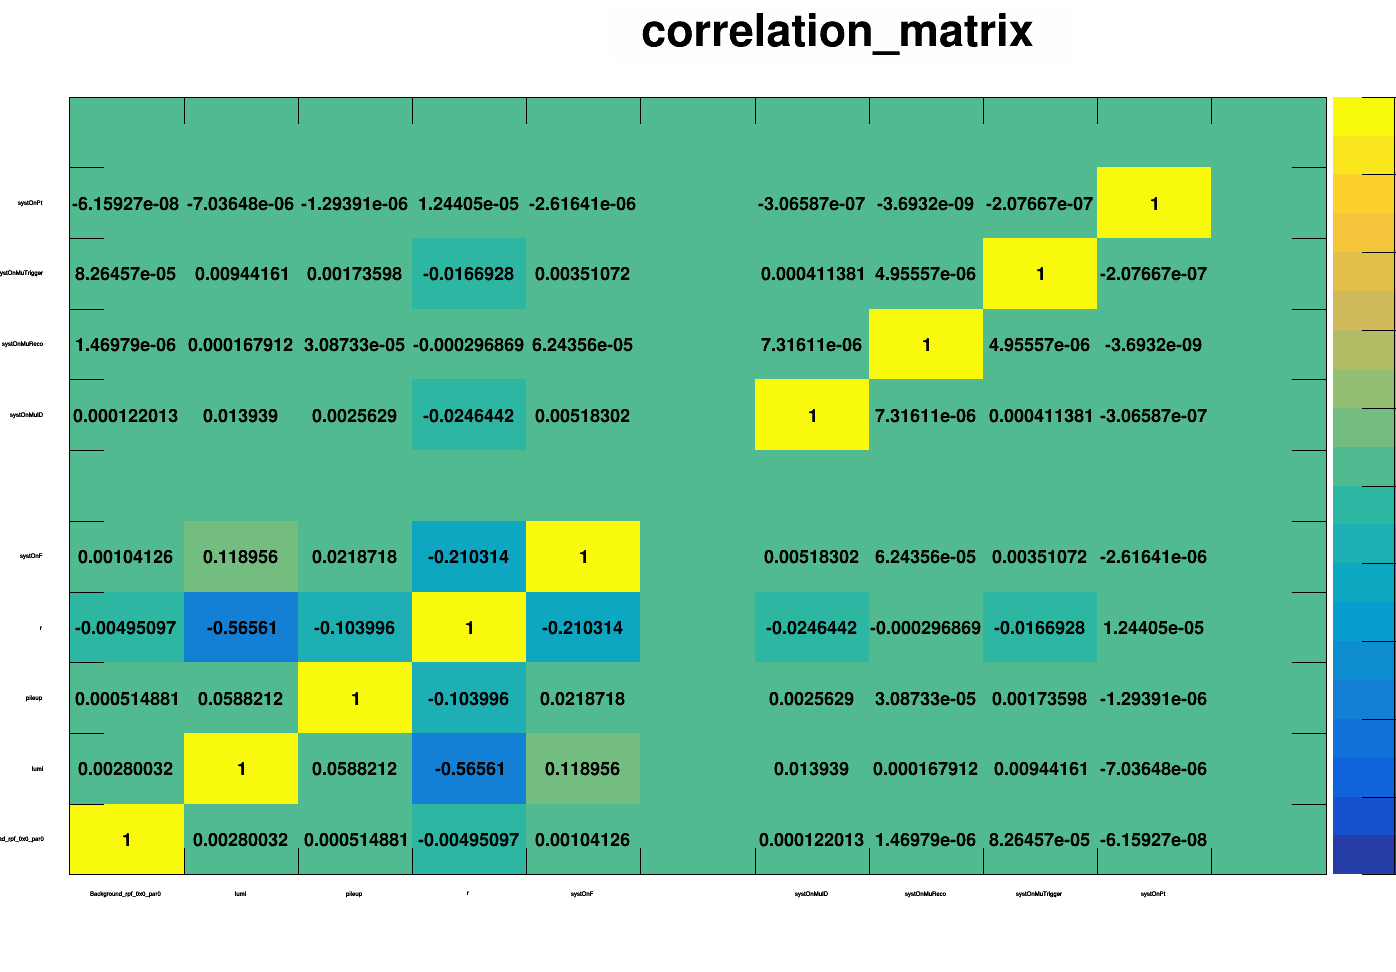 correlation_matrix
systOnPt -6.15927e-08 -7.03648e-06 -1.29391e-06 1.24405e-05 -2.61641e-06 -3.06587e-07 -3.6932e-09 -2.07667e-07 1
ystOnMuTrigger 8.26457e-05 0.00944161 0.00173598 -0.0166928 0.00351072 0.000411381 4.95557e-06 1 -2.07667e-07
systOnMuReco 1.46979e-06 0.000167912 3.08733e-05 -0.000296869 6.24356e-05 7.31611e-06 1 4.95557e-06 -3.6932e-09
systOnMuID 0.000122013 0.013939 0.0025629 -0.0246442 0.00518302 1 7.31611e-06 0.000411381 -3.06587e-07
systOnF 0.00104126 0.118956 0.0218718 -0.210314 1 0.00518302 6.24356e-05 0.00351072 -2.61641e-06
r -0.00495097 -0.56561 -0.103996 1 -0.210314 -0.0246442 -0.000296869 -0.0166928 1.24405e-05
pileup 0.000514881 0.0588212 1 -0.103996 0.0218718 0.0025629 3.08733e-05 0.00173598 -1.29391e-06
lumi 0.00280032 1 0.0588212 -0.56561 0.118956 0.013939 0.000167912 0.00944161 -7.03648e-06
nd_rpf_0x0_par0 1 0.00280032 0.000514881 -0.00495097 0.00104126 0.000122013 1.46979e-06 8.26457e-05 -6.15927e-08
Background_rpf_0x0_par0 lumi pileup r systOnF systOnMuID systOnMuReco systOnMuTrigger systOnPt